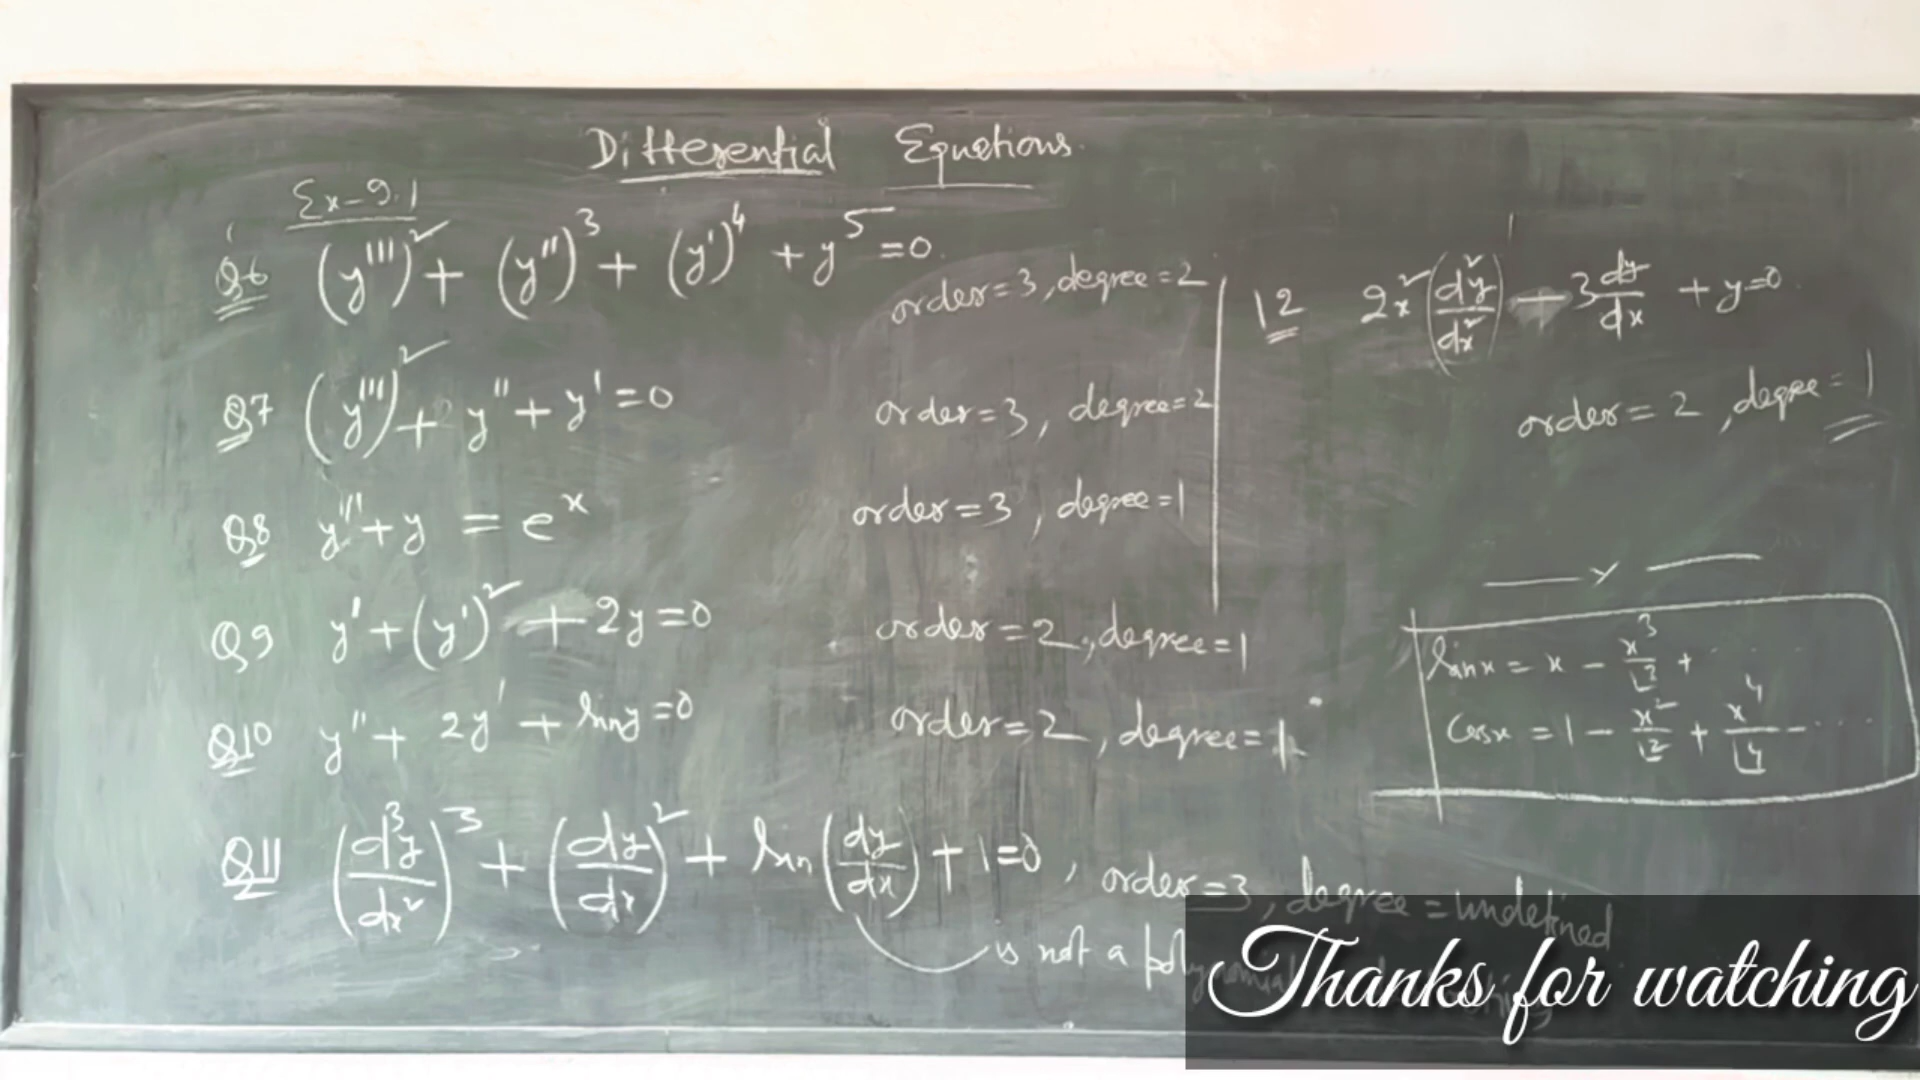 Differential Equations.
Ex-9.1
Q6 (y''')² + (y'')³ + (y')⁴ + y⁵ = 0.
order = 3, degree = 2
Q7 (y''')² + y'' + y' = 0
order = 3, degree = 2
Q8 y''' + y = e^x
order = 3, degree = 1
Q9 y' + (y')² + 2y = 0
order = 2, degree = 1
Q10 y'' + 2y' + sin y = 0
order = 2, degree = 1
Q11 (d³y/dx²)³ + (dy/dx)² + sin(dy/dx) + 1 = 0, order = 3, degree = undefined
is not a polynomial
12 2x²(d²y/dx²) + 3 dy/dx + y = 0
order = 2, degree = 1
sin x = x - x³/⌊3 + ......
cos x = 1 - x²/⌊2 + x⁴/⌊4 - ......
Thanks for watching